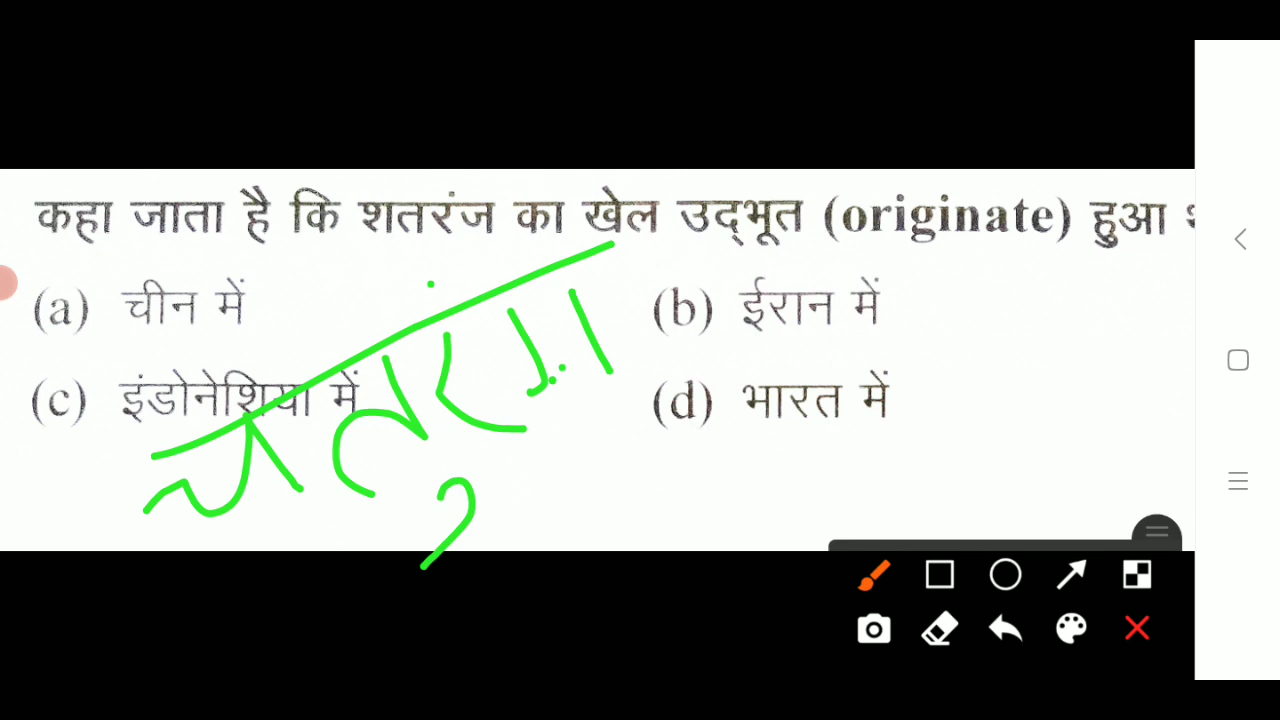 कहा जाता है कि शतरंज का खेल उद्भूत (originate) हुआ
(a) चीन में
(b) ईरान में
(c) इंडोनेशिया में
(d) भारत में